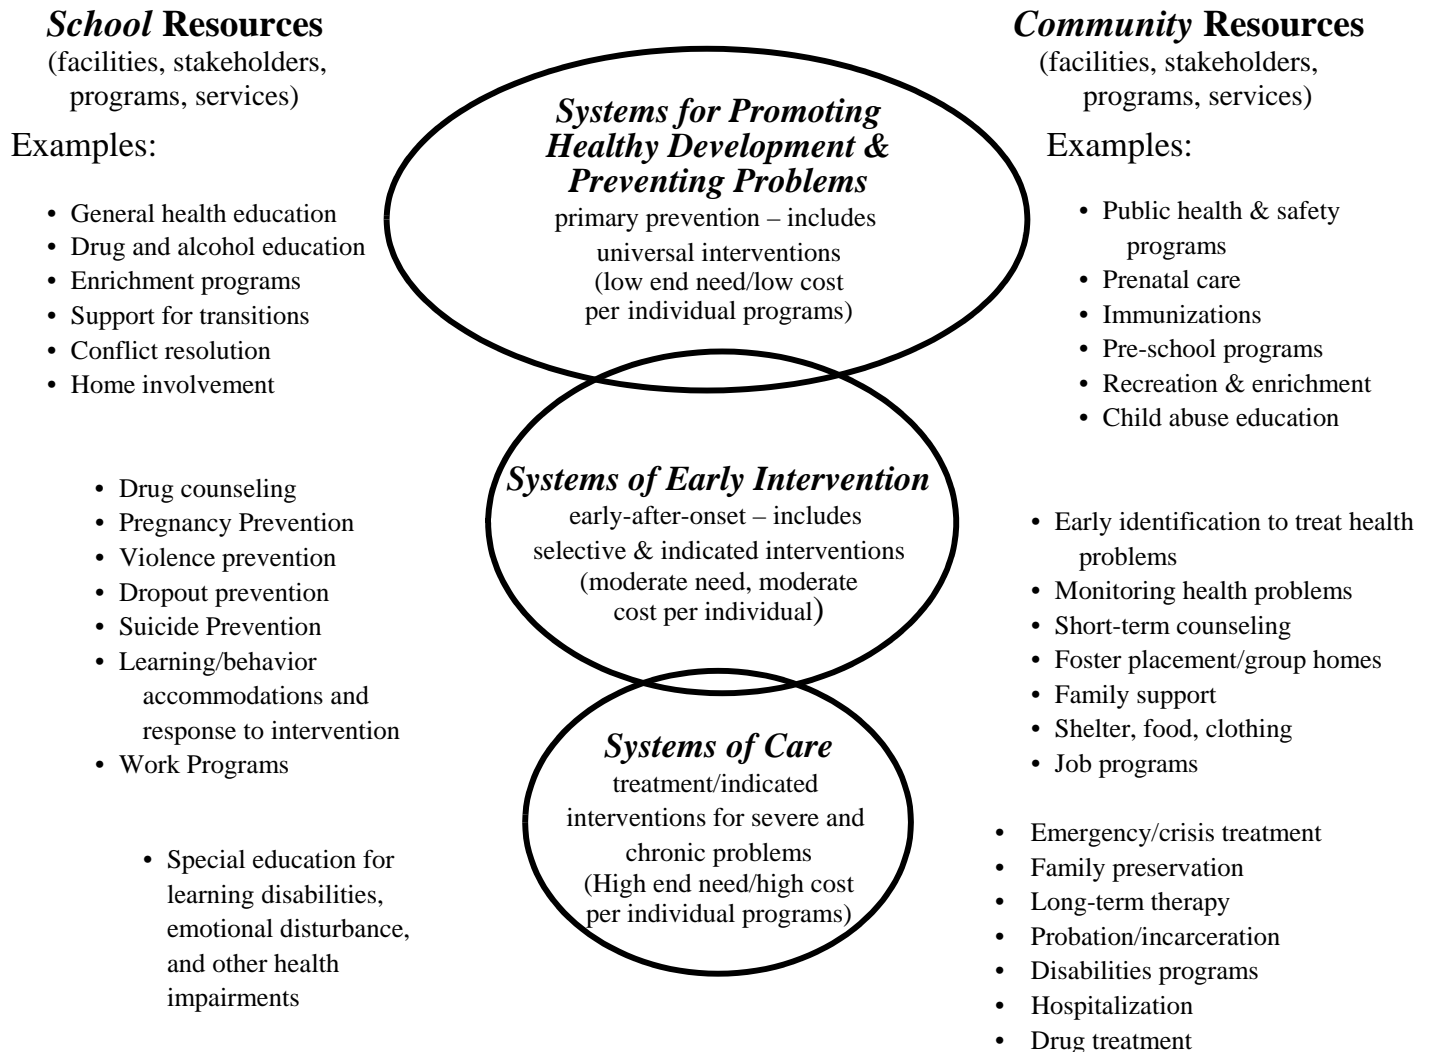 School Resources
(facilities, stakeholders,
programs, services)
Examples:
• General health education
• Drug and alcohol education
• Enrichment programs
• Support for transitions
• Conflict resolution
• Home involvement
• Drug counseling
• Pregnancy Prevention
• Violence prevention
• Dropout prevention
• Suicide Prevention
• Learning/behavior
accommodations and
response to intervention
• Work Programs
• Special education for
learning disabilities,
emotional disturbance,
and other health
impairments
Systems for Promoting
Healthy Development &
Preventing Problems
primary prevention – includes
universal interventions
(low end need/low cost
per individual programs)
Systems of Early Intervention
early-after-onset – includes
selective & indicated interventions
(moderate need, moderate
cost per individual)
Systems of Care
treatment/indicated
interventions for severe and
chronic problems
(High end need/high cost
per individual programs)
Community Resources
(facilities, stakeholders,
programs, services)
Examples:
• Public health & safety
programs
• Prenatal care
• Immunizations
• Pre-school programs
• Recreation & enrichment
• Child abuse education
• Early identification to treat health
problems
• Monitoring health problems
• Short-term counseling
• Foster placement/group homes
• Family support
• Shelter, food, clothing
• Job programs
• Emergency/crisis treatment
• Family preservation
• Long-term therapy
• Probation/incarceration
• Disabilities programs
• Hospitalization
• Drug treatment